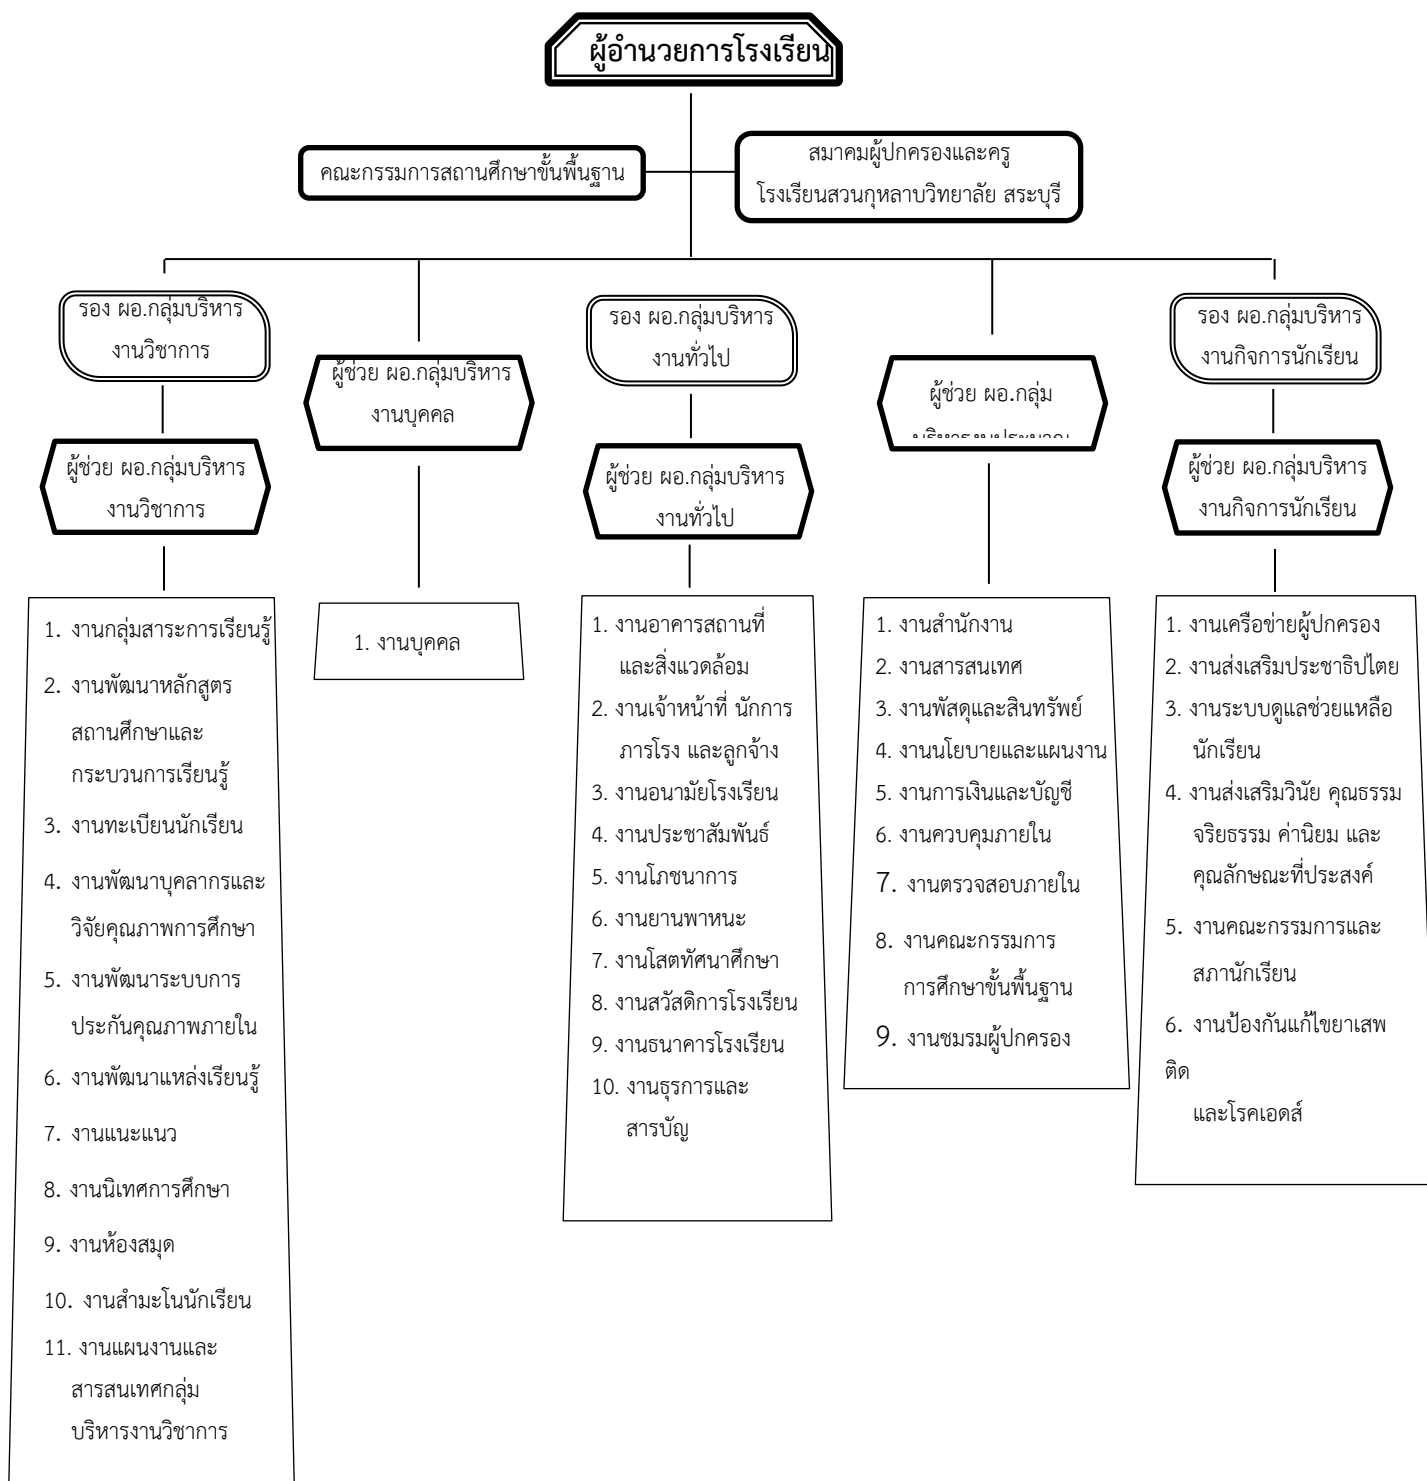 ผู้อำนวยการโรงเรียน
คณะกรรมการสถานศึกษาขั้นพื้นฐาน
สมาคมผู้ปกครองและครู
โรงเรียนสวนกุหลาบวิทยาลัย สระบุรี
รอง ผอ.กลุ่มบริหาร
งานวิชาการ
ผู้ช่วย ผอ.กลุ่มบริหาร
งานวิชาการ
1. งานกลุ่มสาระการเรียนรู้
2. งานพัฒนาหลักสูตร
สถานศึกษาและ
กระบวนการเรียนรู้
3. งานทะเบียนนักเรียน
4. งานพัฒนาบุคลากรและ
วิจัยคุณภาพการศึกษา
5. งานพัฒนาระบบการ
ประกันคุณภาพภายใน
6. งานพัฒนาแหล่งเรียนรู้
7. งานแนะแนว
8. งานนิเทศการศึกษา
9. งานห้องสมุด
10. งานสำมะโนนักเรียน
11. งานแผนงานและ
สารสนเทศกลุ่ม
บริหารงานวิชาการ
ผู้ช่วย ผอ.กลุ่มบริหาร
งานบุคคล
1. งานบุคคล
รอง ผอ.กลุ่มบริหาร
งานทั่วไป
ผู้ช่วย ผอ.กลุ่มบริหาร
งานทั่วไป
1. งานอาคารสถานที่
และสิ่งแวดล้อม
2. งานเจ้าหน้าที่ นักการ
ภารโรง และลูกจ้าง
3. งานอนามัยโรงเรียน
4. งานประชาสัมพันธ์
5. งานโภชนาการ
6. งานยานพาหนะ
7. งานโสตทัศนาศึกษา
8. งานสวัสดิการโรงเรียน
9. งานธนาคารโรงเรียน
10. งานธุรการและ
สารบัญ
ผู้ช่วย ผอ.กลุ่ม
1. งานสำนักงาน
2. งานสารสนเทศ
3. งานพัสดุและสินทรัพย์
4. งานนโยบายและแผนงาน
5. งานการเงินและบัญชี
6. งานควบคุมภายใน
7. งานตรวจสอบภายใน
8. งานคณะกรรมการ
การศึกษาขั้นพื้นฐาน
9. งานชมรมผู้ปกครอง
รอง ผอ.กลุ่มบริหาร
งานกิจการนักเรียน
ผู้ช่วย ผอ.กลุ่มบริหาร
งานกิจการนักเรียน
1. งานเครือข่ายผู้ปกครอง
2. งานส่งเสริมประชาธิปไตย
3. งานระบบดูแลช่วยแหลือ
นักเรียน
4. งานส่งเสริมวินัย คุณธรรม
จริยธรรม ค่านิยม และ
คุณลักษณะที่ประสงค์
5. งานคณะกรรมการและ
สภานักเรียน
6. งานป้องกันแก้ไขยาเสพ
ติด
และโรคเอดส์